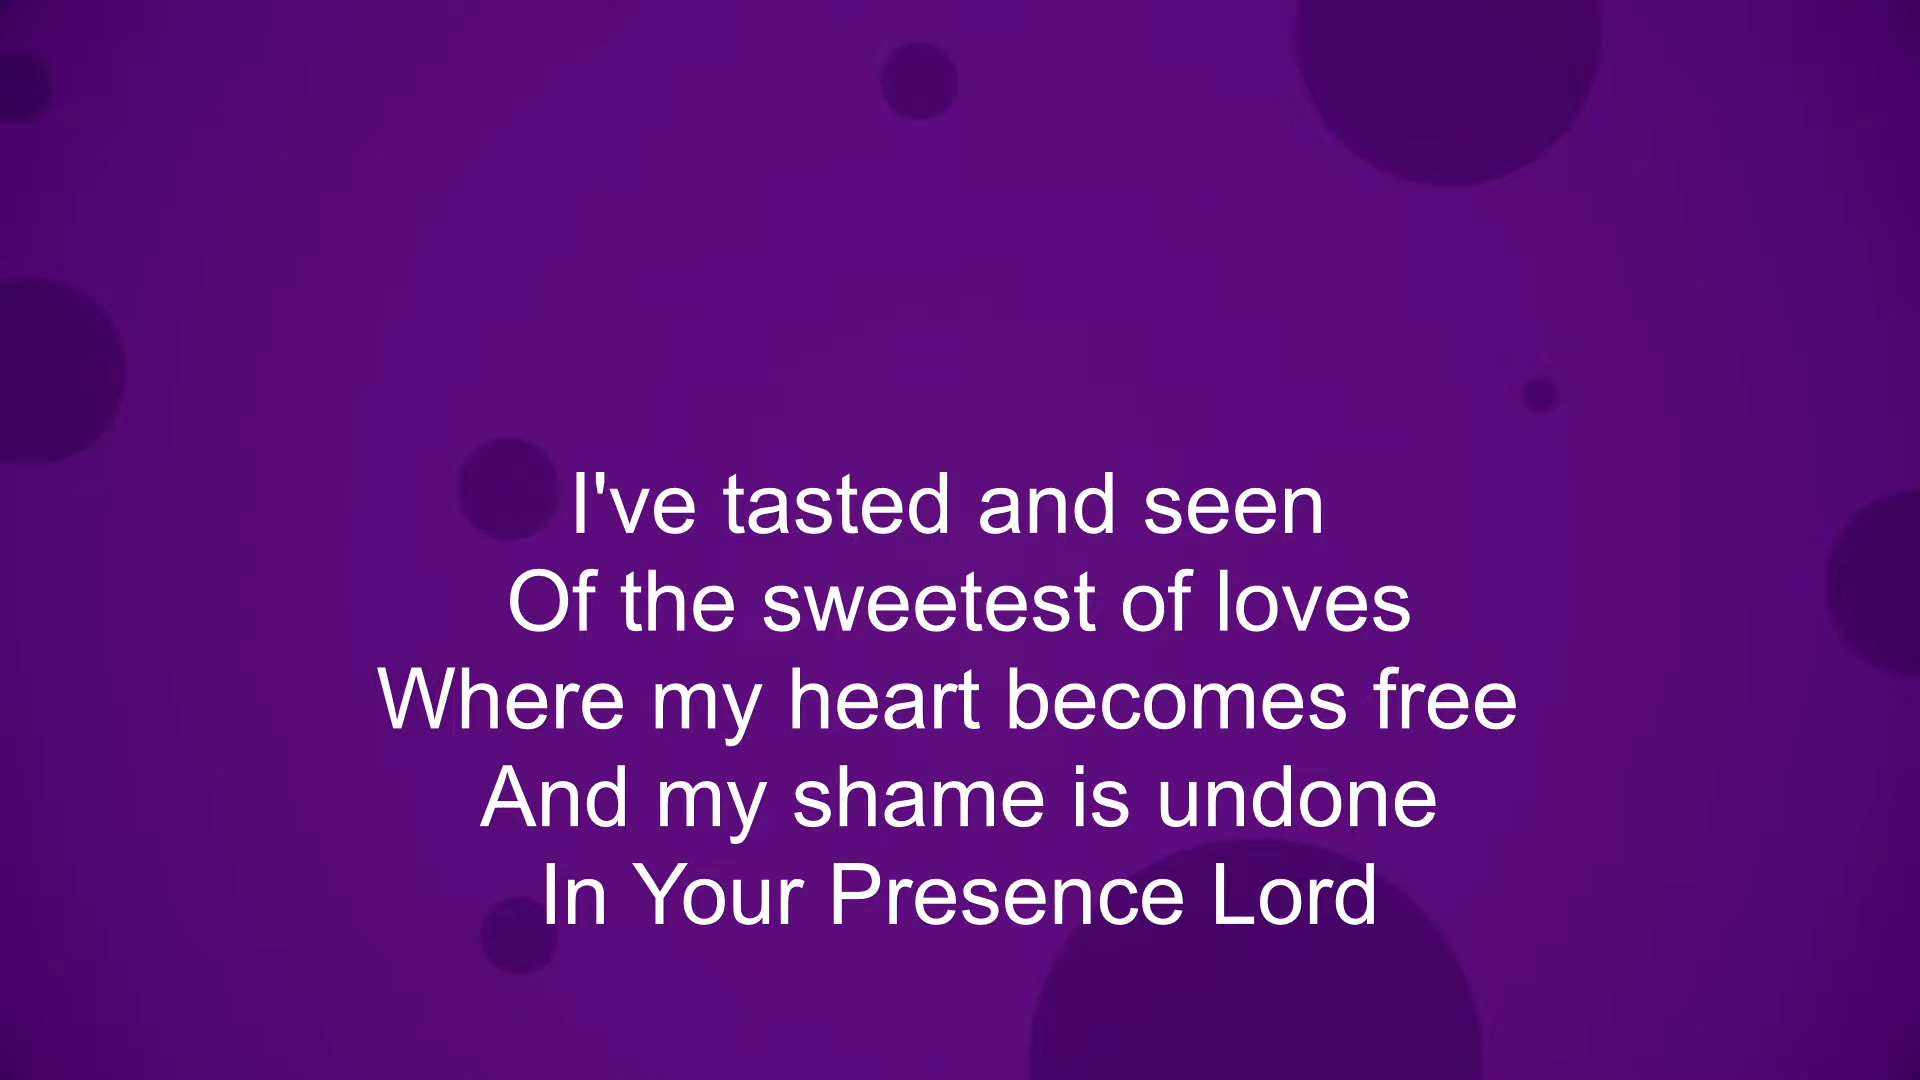 I've tasted and seen
Of the sweetest of loves
Where my heart becomes free
And my shame is undone
In Your Presence Lord